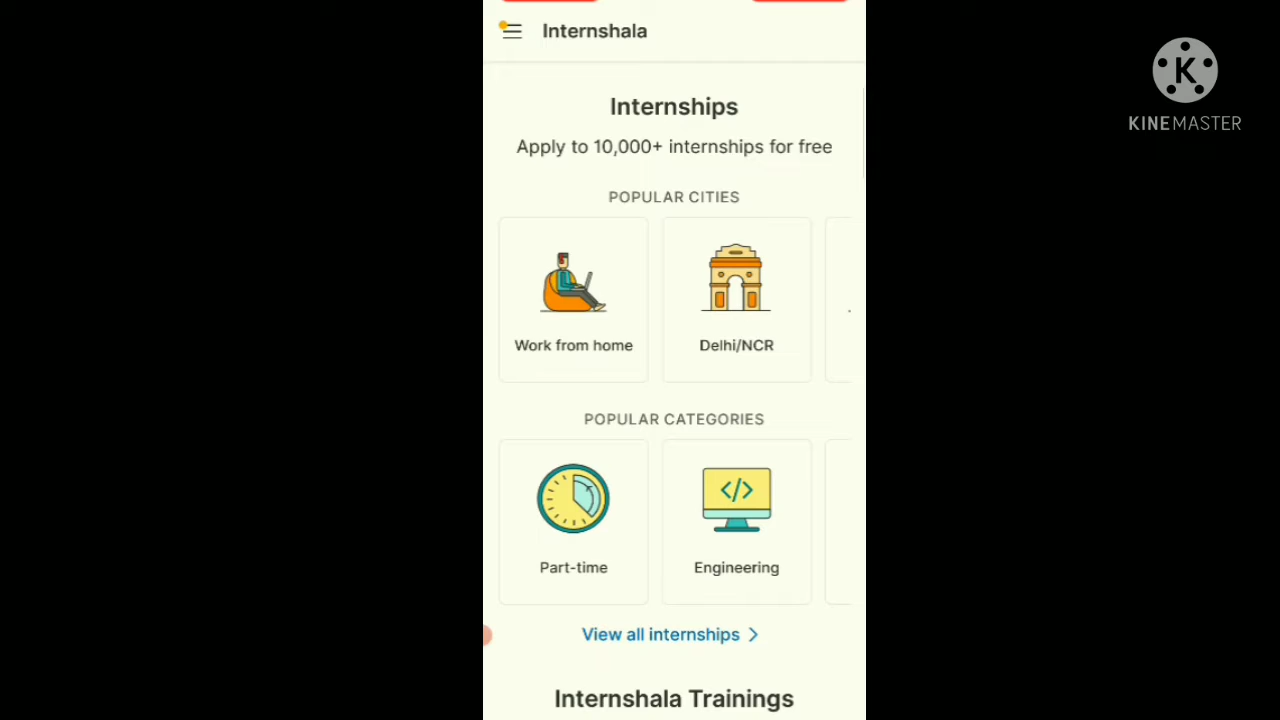 Internshala
KINEMASTER
Internships
Apply to 10,000+ internships for free
POPULAR CITIES
Work from home
Delhi/NCR
POPULAR CATEGORIES
</>
Part-time
Engineering
View all internships >
Internshala Trainings